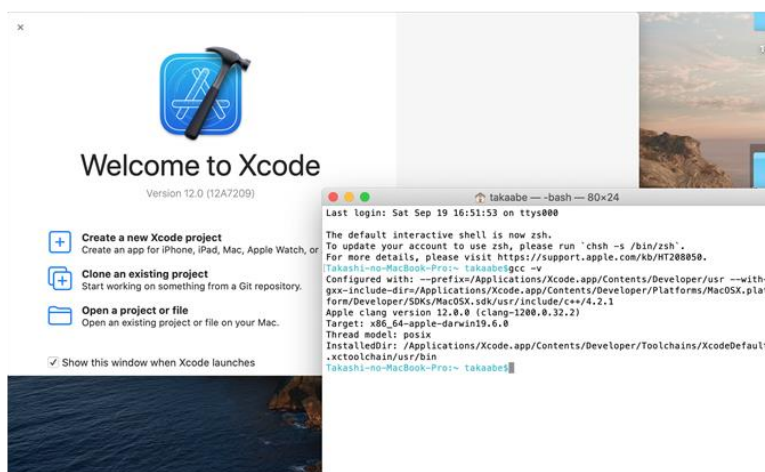 Welcome to Xcode
Version 12.0 (12A7209)
Create a new Xcode project
Create an app for iPhone, iPad, Mac, Apple Watch, or
Clone an existing project
Start working on something from a Git repository.
Open a project or file
Open an existing project or file on your Mac.
Show this window when Xcode launches
takaabe — -bash — 80×24
Last login: Sat Sep 19 16:51:53 on ttys000
The default interactive shell is now zsh.
To update your account to use zsh, please run `chsh -s /bin/zsh`.
For more details, please visit https://support.apple.com/kb/HT208050.
Takashi-no-MacBook-Pro:~ takaabe$gcc -v
Configured with: --prefix=/Applications/Xcode.app/Contents/Developer/usr --with-
gxx-include-dir=/Applications/Xcode.app/Contents/Developer/Platforms/MacOSX.plat
form/Developer/SDKs/MacOSX.sdk/usr/include/c++/4.2.1
Apple clang version 12.0.0 (clang-1200.0.32.2)
Target: x86_64-apple-darwin19.6.0
Thread model: posix
InstalledDir: /Applications/Xcode.app/Contents/Developer/Toolchains/XcodeDefault
.xctoolchain/usr/bin
Takashi-no-MacBook-Pro:~ takaabe$